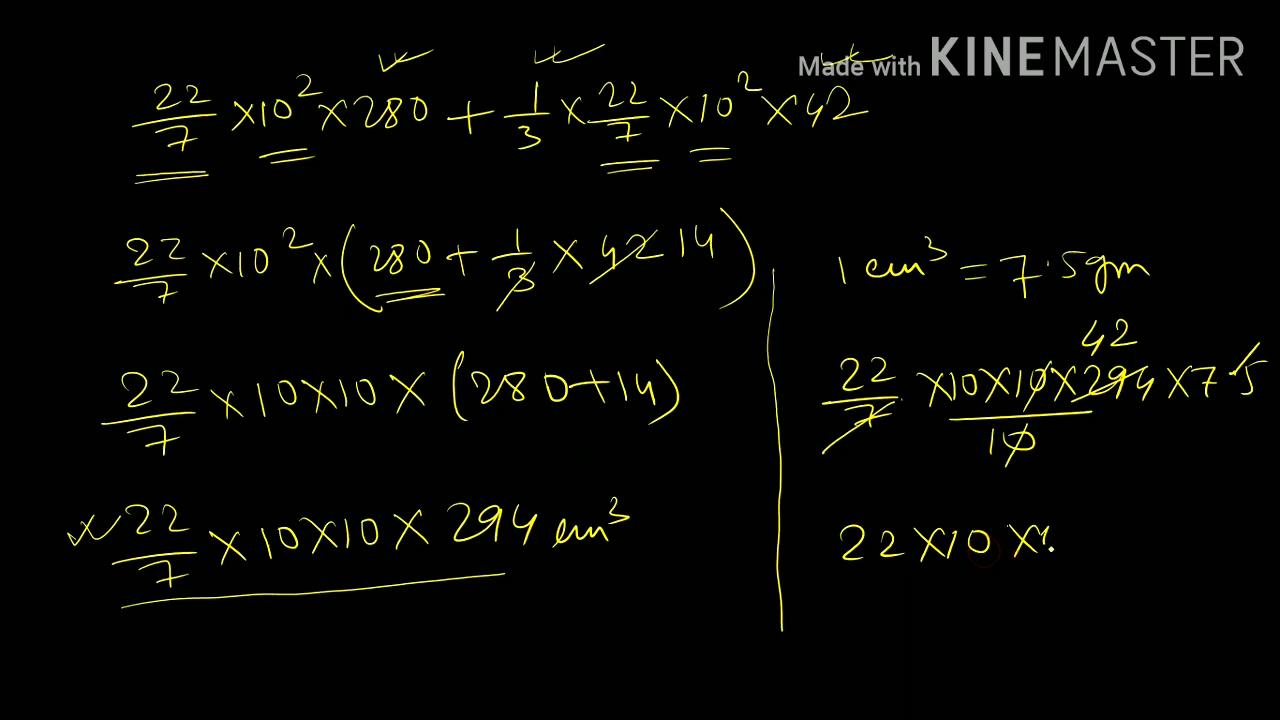 Made with KINEMASTER
22/7 ×10² ×280 + 1/3 × 22/7 ×10² ×42
22/7 ×10² ×(280 + 1/3 × 42 14)
22/7 ×10×10×(280+14)
22/7 ×10×10×294 cm³
1 cm³ = 7.5gm
42
22/7 ×10×10×294 ×7.5
10
22×10×